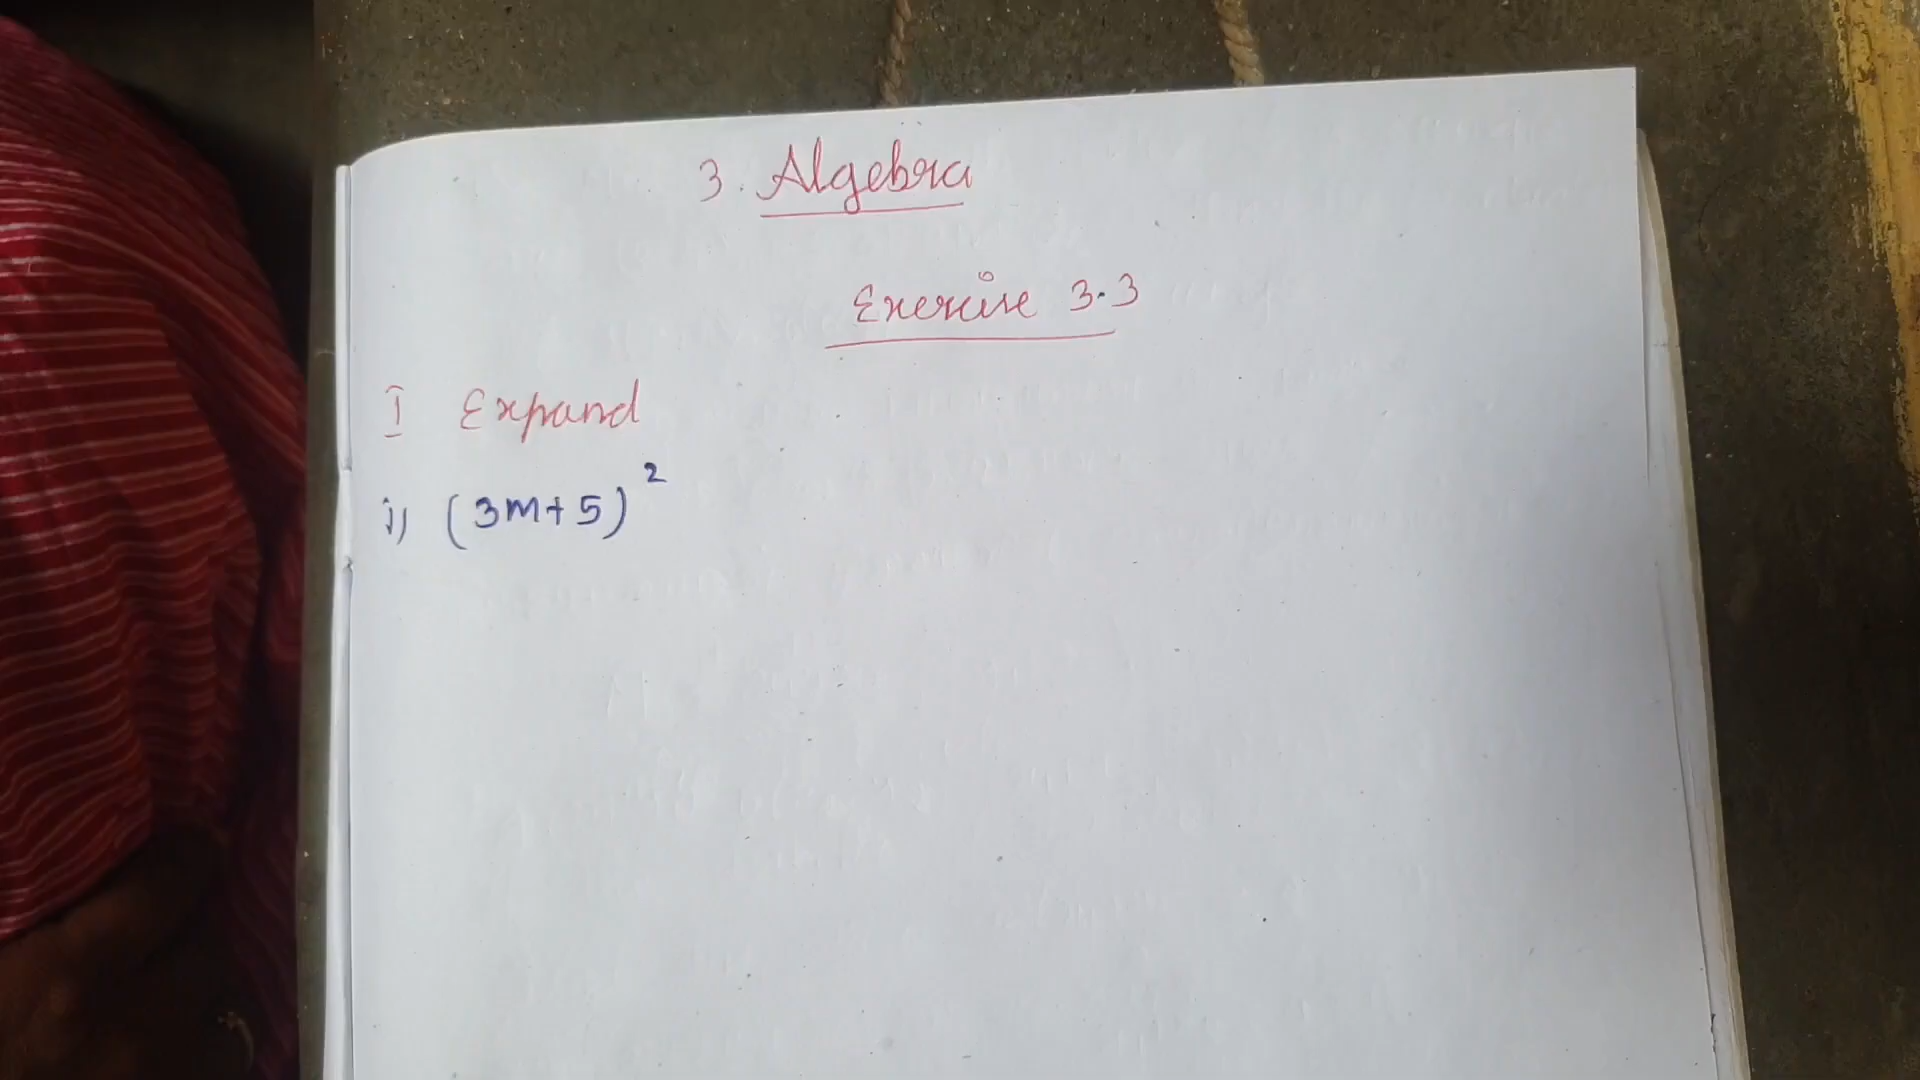 3. Algebra
Exercise 3.3
I Expand
i) (3m+5)²